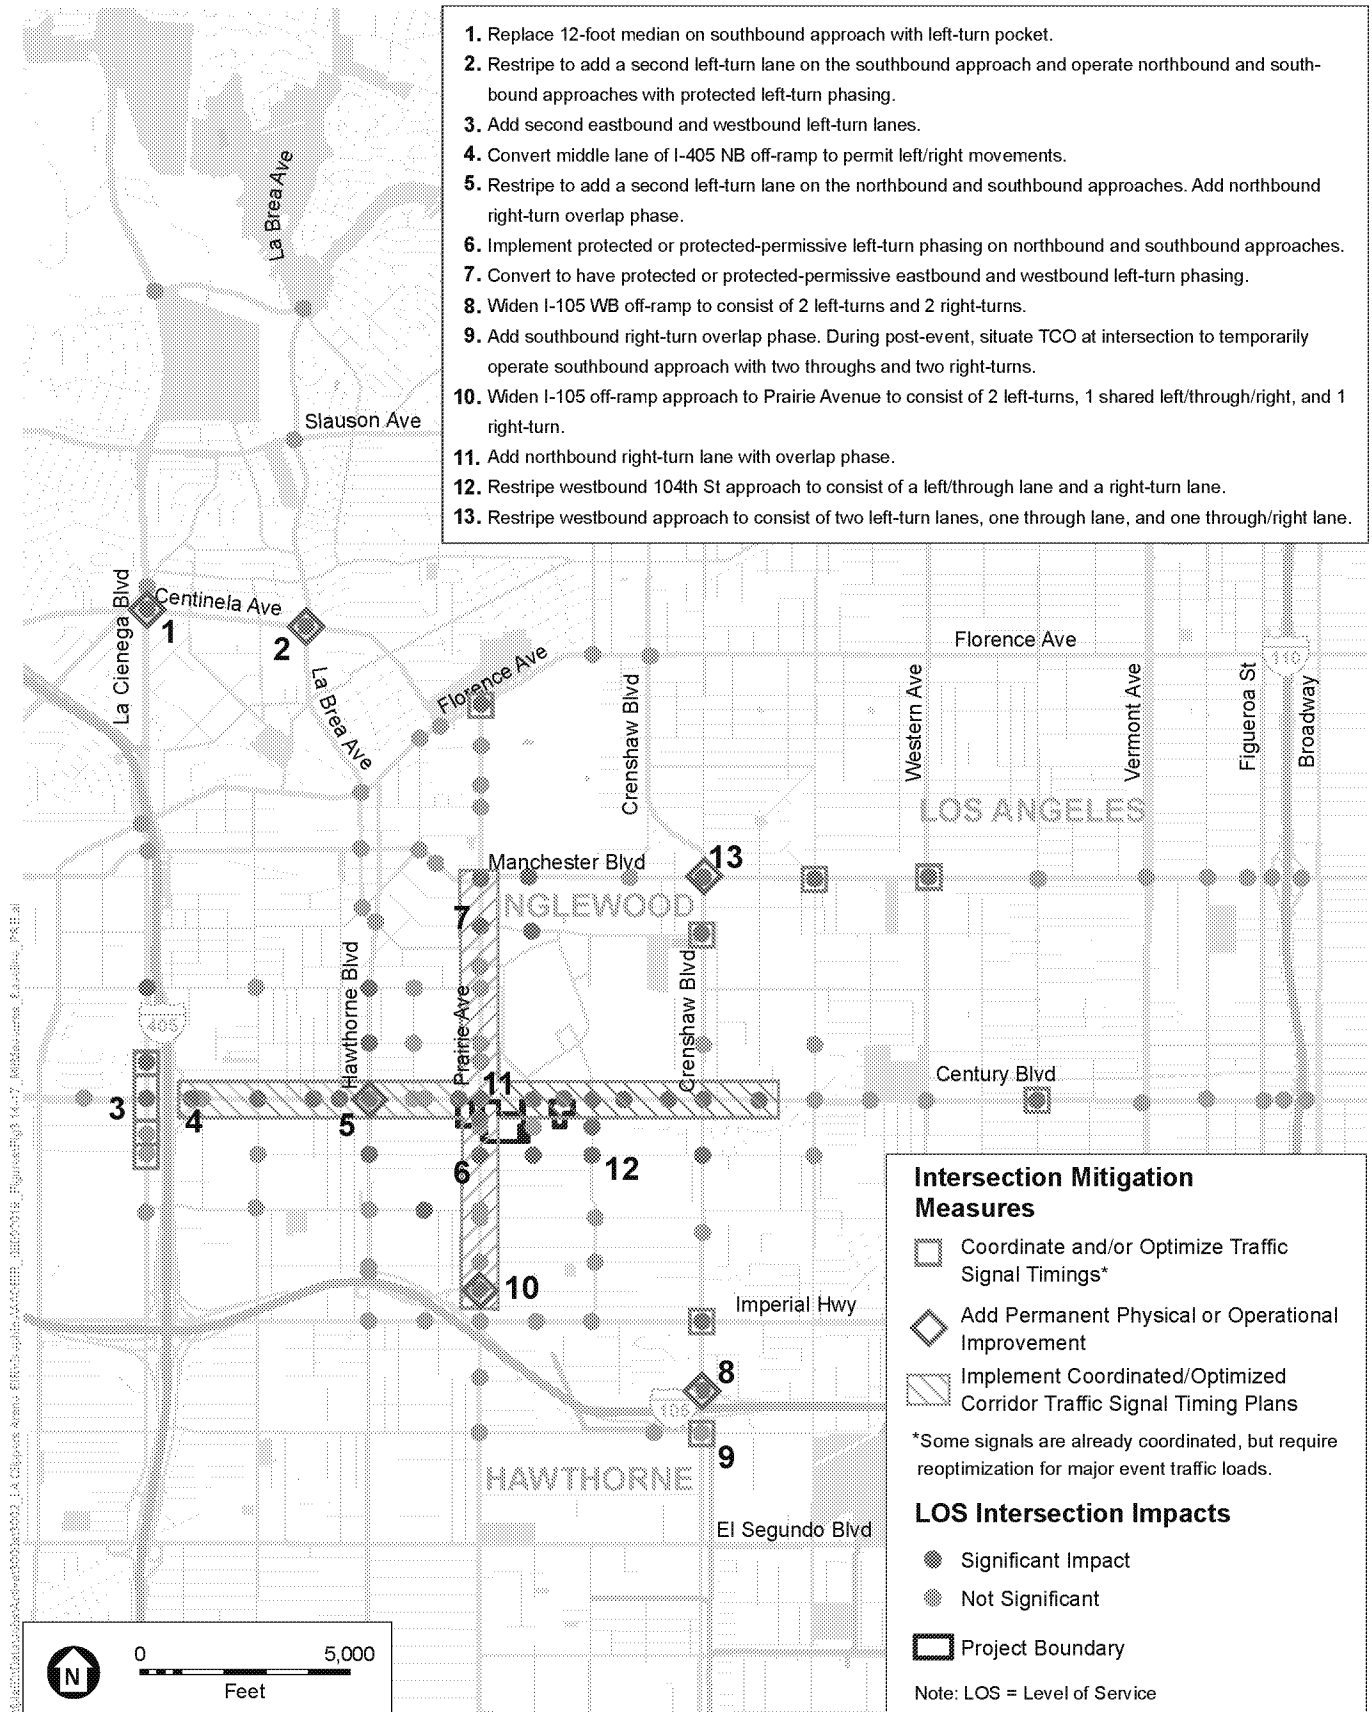 1. Replace 12-foot median on southbound approach with left-turn pocket.
2. Restripe to add a second left-turn lane on the southbound approach and operate northbound and south-
bound approaches with protected left-turn phasing.
3. Add second eastbound and westbound left-turn lanes.
4. Convert middle lane of I-405 NB off-ramp to permit left/right movements.
5. Restripe to add a second left-turn lane on the northbound and southbound approaches. Add northbound
right-turn overlap phase.
6. Implement protected or protected-permissive left-turn phasing on northbound and southbound approaches.
7. Convert to have protected or protected-permissive eastbound and westbound left-turn phasing.
8. Widen I-105 WB off-ramp to consist of 2 left-turns and 2 right-turns.
9. Add southbound right-turn overlap phase. During post-event, situate TCO at intersection to temporarily
operate southbound approach with two throughs and two right-turns.
10. Widen I-105 off-ramp approach to Prairie Avenue to consist of 2 left-turns, 1 shared left/through/right, and 1
right-turn.
11. Add northbound right-turn lane with overlap phase.
12. Restripe westbound 104th St approach to consist of a left/through lane and a right-turn lane.
13. Restripe westbound approach to consist of two left-turn lanes, one through lane, and one through/right lane.
La Brea Ave
Slauson Ave
La Cienega Blvd
Centinela Ave
1
2
La Brea Ave
Florence Ave
Crenshaw Blvd
Florence Ave
Western Ave
Vermont Ave
Figueroa St
110
Broadway
LOS ANGELES
Manchester Blvd
13
7
INGLEWOOD
Hawthorne Blvd
Prairie Ave
Crenshaw Blvd
405
3
4
5
11
Century Blvd
6
12
10
Imperial Hwy
8
105
9
HAWTHORNE
El Segundo Blvd
Intersection Mitigation
Measures
Coordinate and/or Optimize Traffic
Signal Timings*
Add Permanent Physical or Operational
Improvement
Implement Coordinated/Optimized
Corridor Traffic Signal Timing Plans
*Some signals are already coordinated, but require
reoptimization for major event traffic loads.
LOS Intersection Impacts
Significant Impact
Not Significant
Project Boundary
Note: LOS = Level of Service
N
0 5,000
Feet